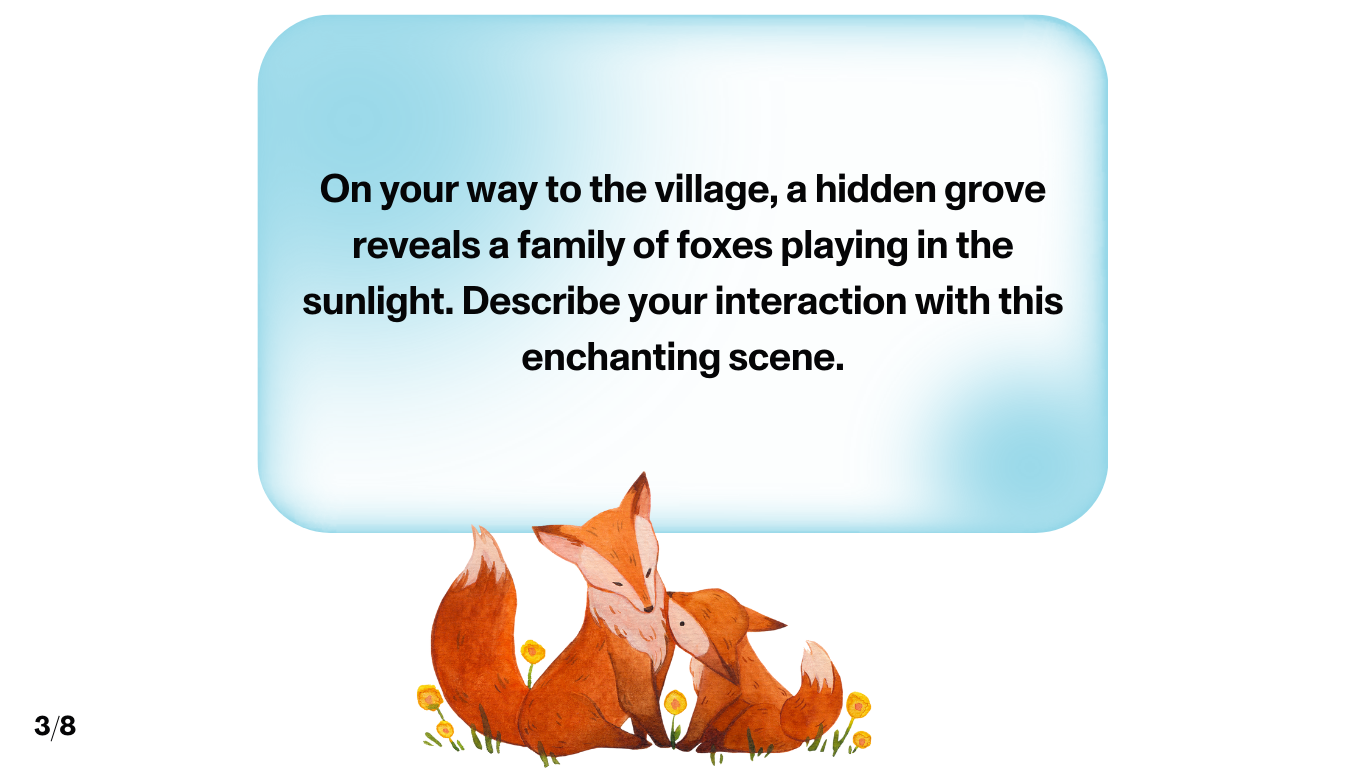 On your way to the village, a hidden grove
reveals a family of foxes playing in the
sunlight. Describe your interaction with this
enchanting scene.
3/8